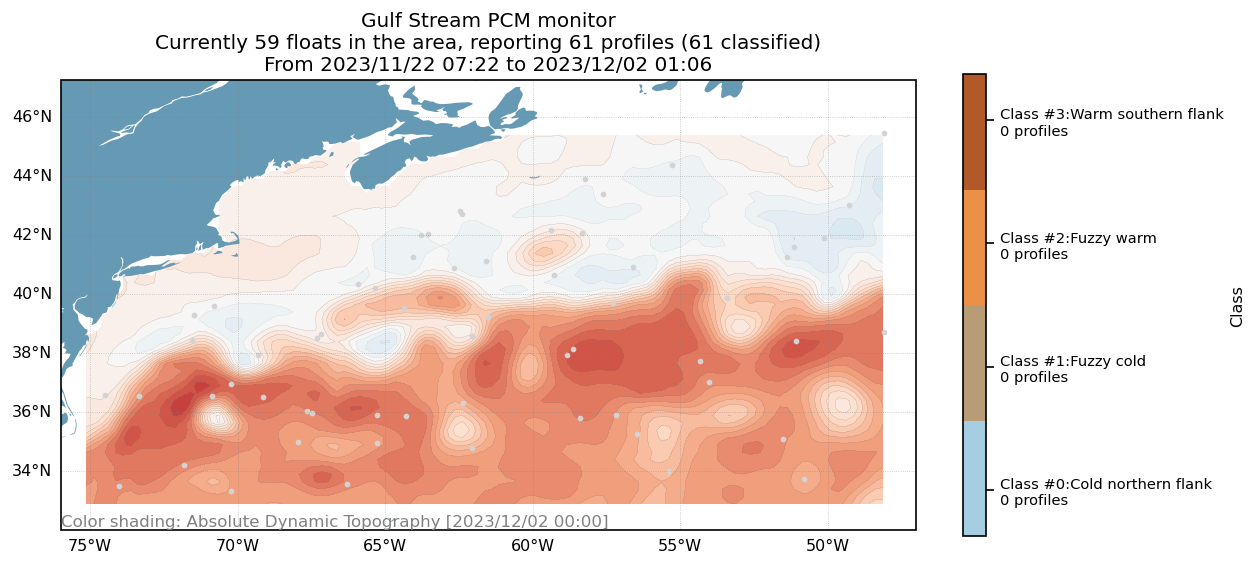 Gulf Stream PCM monitor
Currently 59 floats in the area, reporting 61 profiles (61 classified)
From 2023/11/22 07:22 to 2023/12/02 01:06
46°N
44°N
42°N
40°N
38°N
36°N
34°N
Color shading: Absolute Dynamic Topography [2023/12/02 00:00]
75°W
70°W
65°W
60°W
55°W
50°W
Class #3:Warm southern flank
0 profiles
Class #2:Fuzzy warm
0 profiles
Class #1:Fuzzy cold
0 profiles
Class #0:Cold northern flank
0 profiles
Class